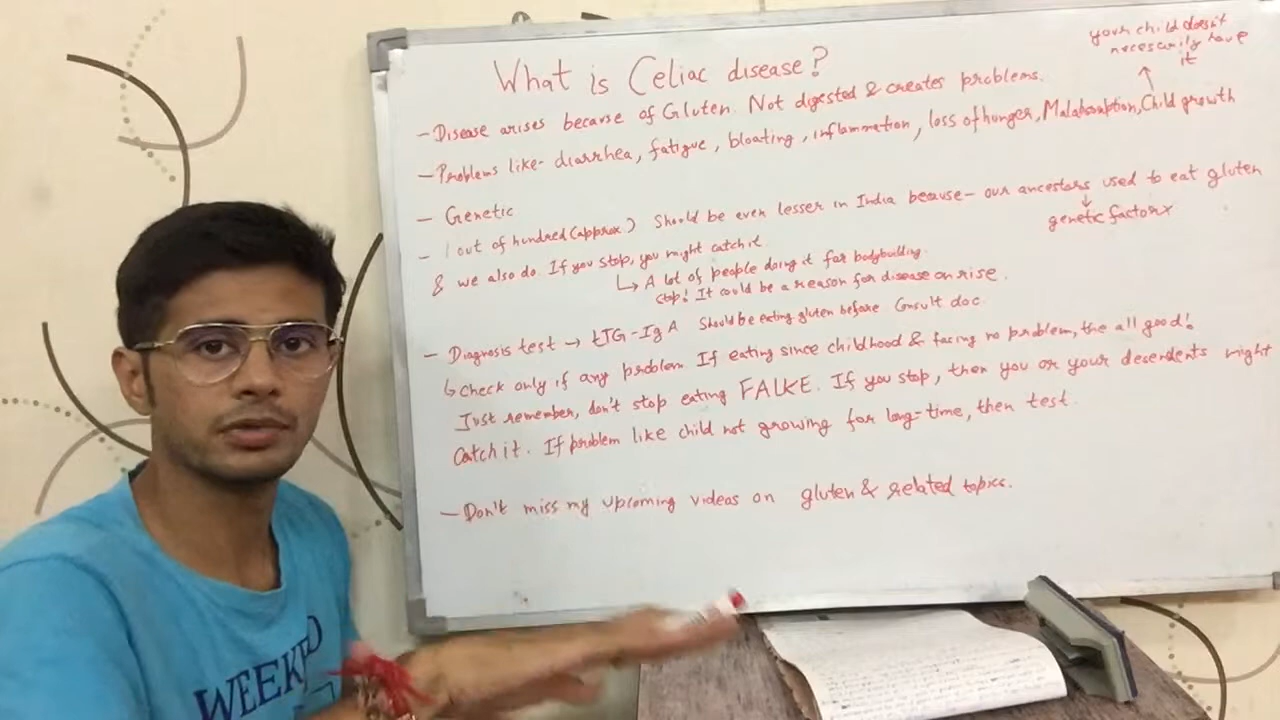 your child doesn't
necessarily have
it
What is Celiac disease?
- Disease arises because of Gluten. Not digested & creates problems.
- Problems like- diarrhea, fatigue, bloating, inflammation, loss of hunger, Malabsorption, Child growth
- Genetic
- 1 out of hundred (approx.) Should be even lesser in India because- our ancestors used to eat gluten
genetic factor x
& we also do. If you stop, you might catch it.
↳ A lot of people doing it for bodybuilding.
stop! It could be a reason for disease on rise.
- Diagnosis test → tTG-IgA Should be eating gluten before. Consult doc.
↳ Check only if any problem. If eating since childhood & facing no problem, the all good!
Just remember, don't stop eating FALKE. If you stop, then you or your decendents might
catch it. If problem like child not growing for long-time, then test.
- Don't miss my upcoming videos on gluten & related topics.
WEEK